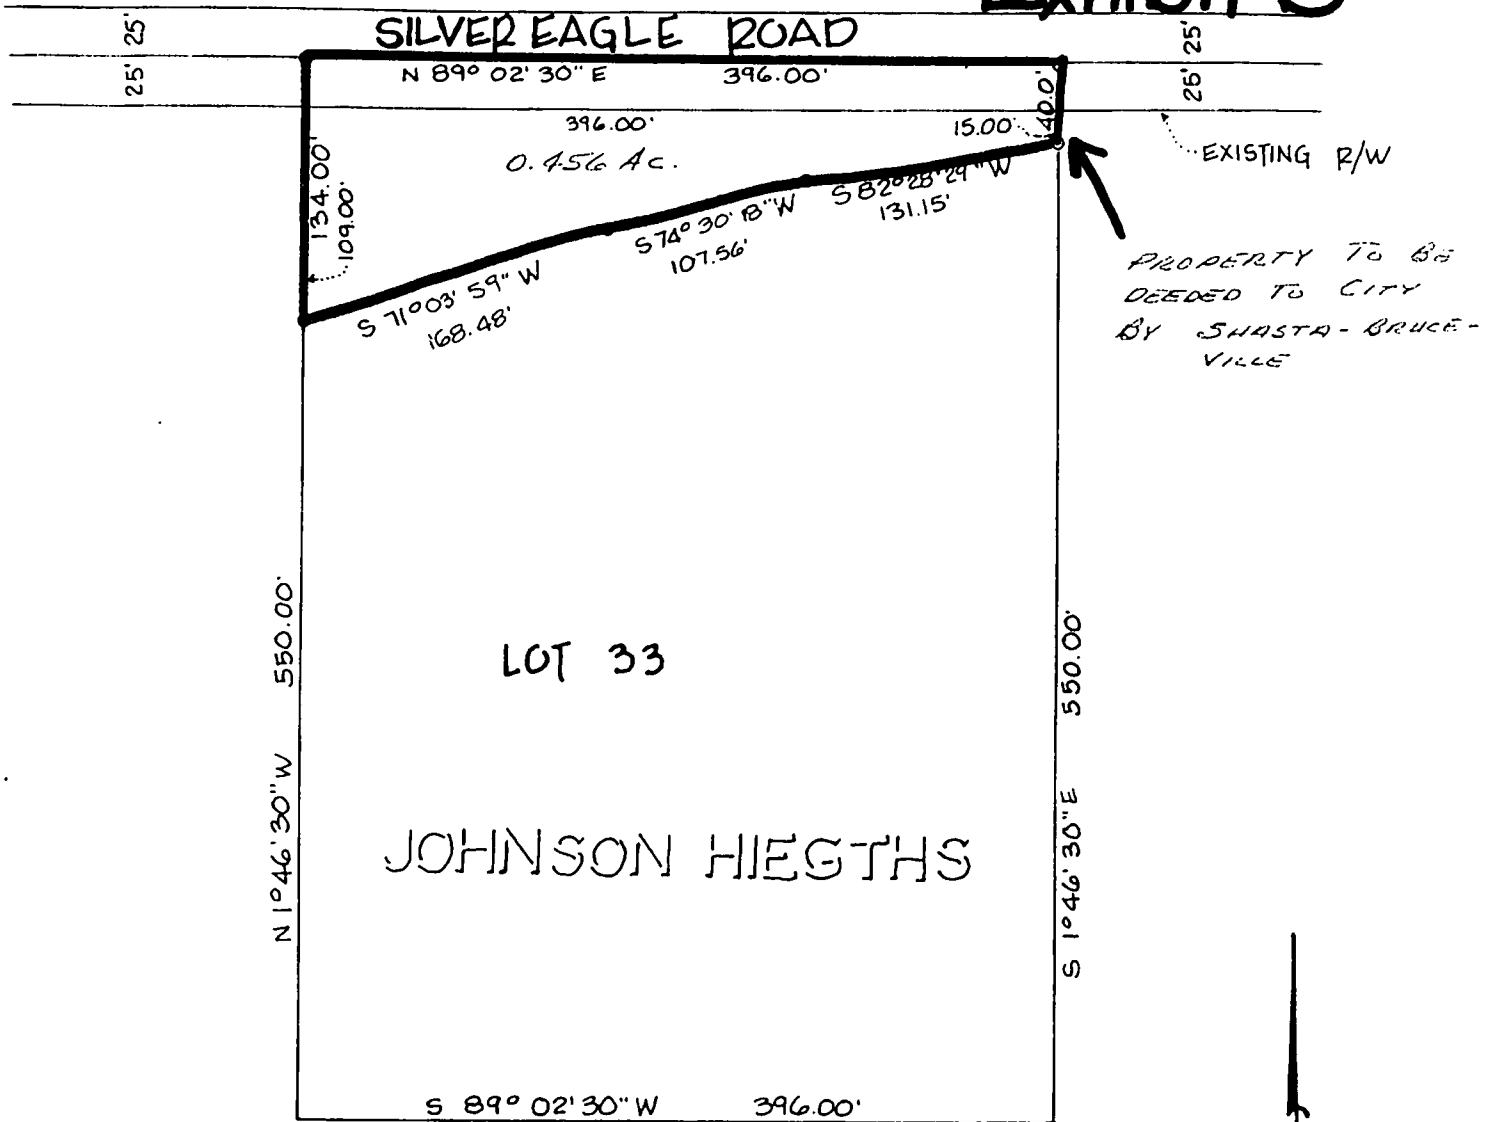 Exhibit
SILVER EAGLE ROAD
25' 25'
25' 25'
N 89° 02' 30" E 396.00'
40.0'
396.00'
15.00'
EXISTING R/W
0.456 Ac.
134.00'
109.00'
S 82° 28' 29" W
131.15'
S 74° 30' 18" W
107.56'
S 71° 03' 59" W
168.48'
PROPERTY TO BE
DEEDED TO CITY
BY SHASTA - BRUCE-
VILLE
N 1° 46' 30" W 550.00'
S 1° 46' 30" E 550.00'
LOT 33
JOHNSON HIEGTHS
S 89° 02' 30" W 396.00'